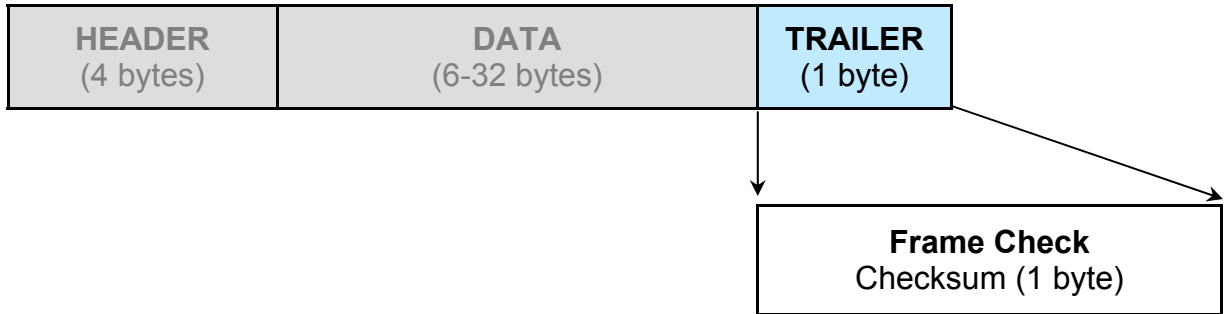 HEADER
(4 bytes)
DATA
(6-32 bytes)
TRAILER
(1 byte)
Frame Check
Checksum (1 byte)